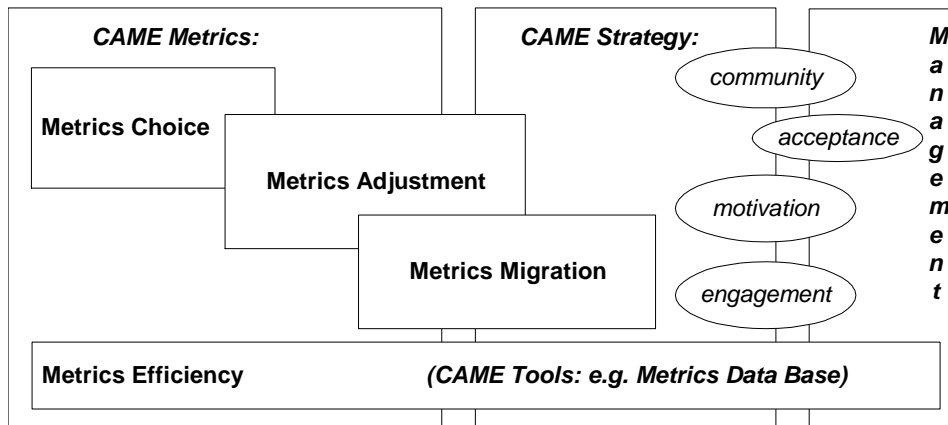 CAME Metrics:
CAME Strategy:
Management
community
Metrics Choice
acceptance
Metrics Adjustment
motivation
Metrics Migration
engagement
Metrics Efficiency
(CAME Tools: e.g. Metrics Data Base)